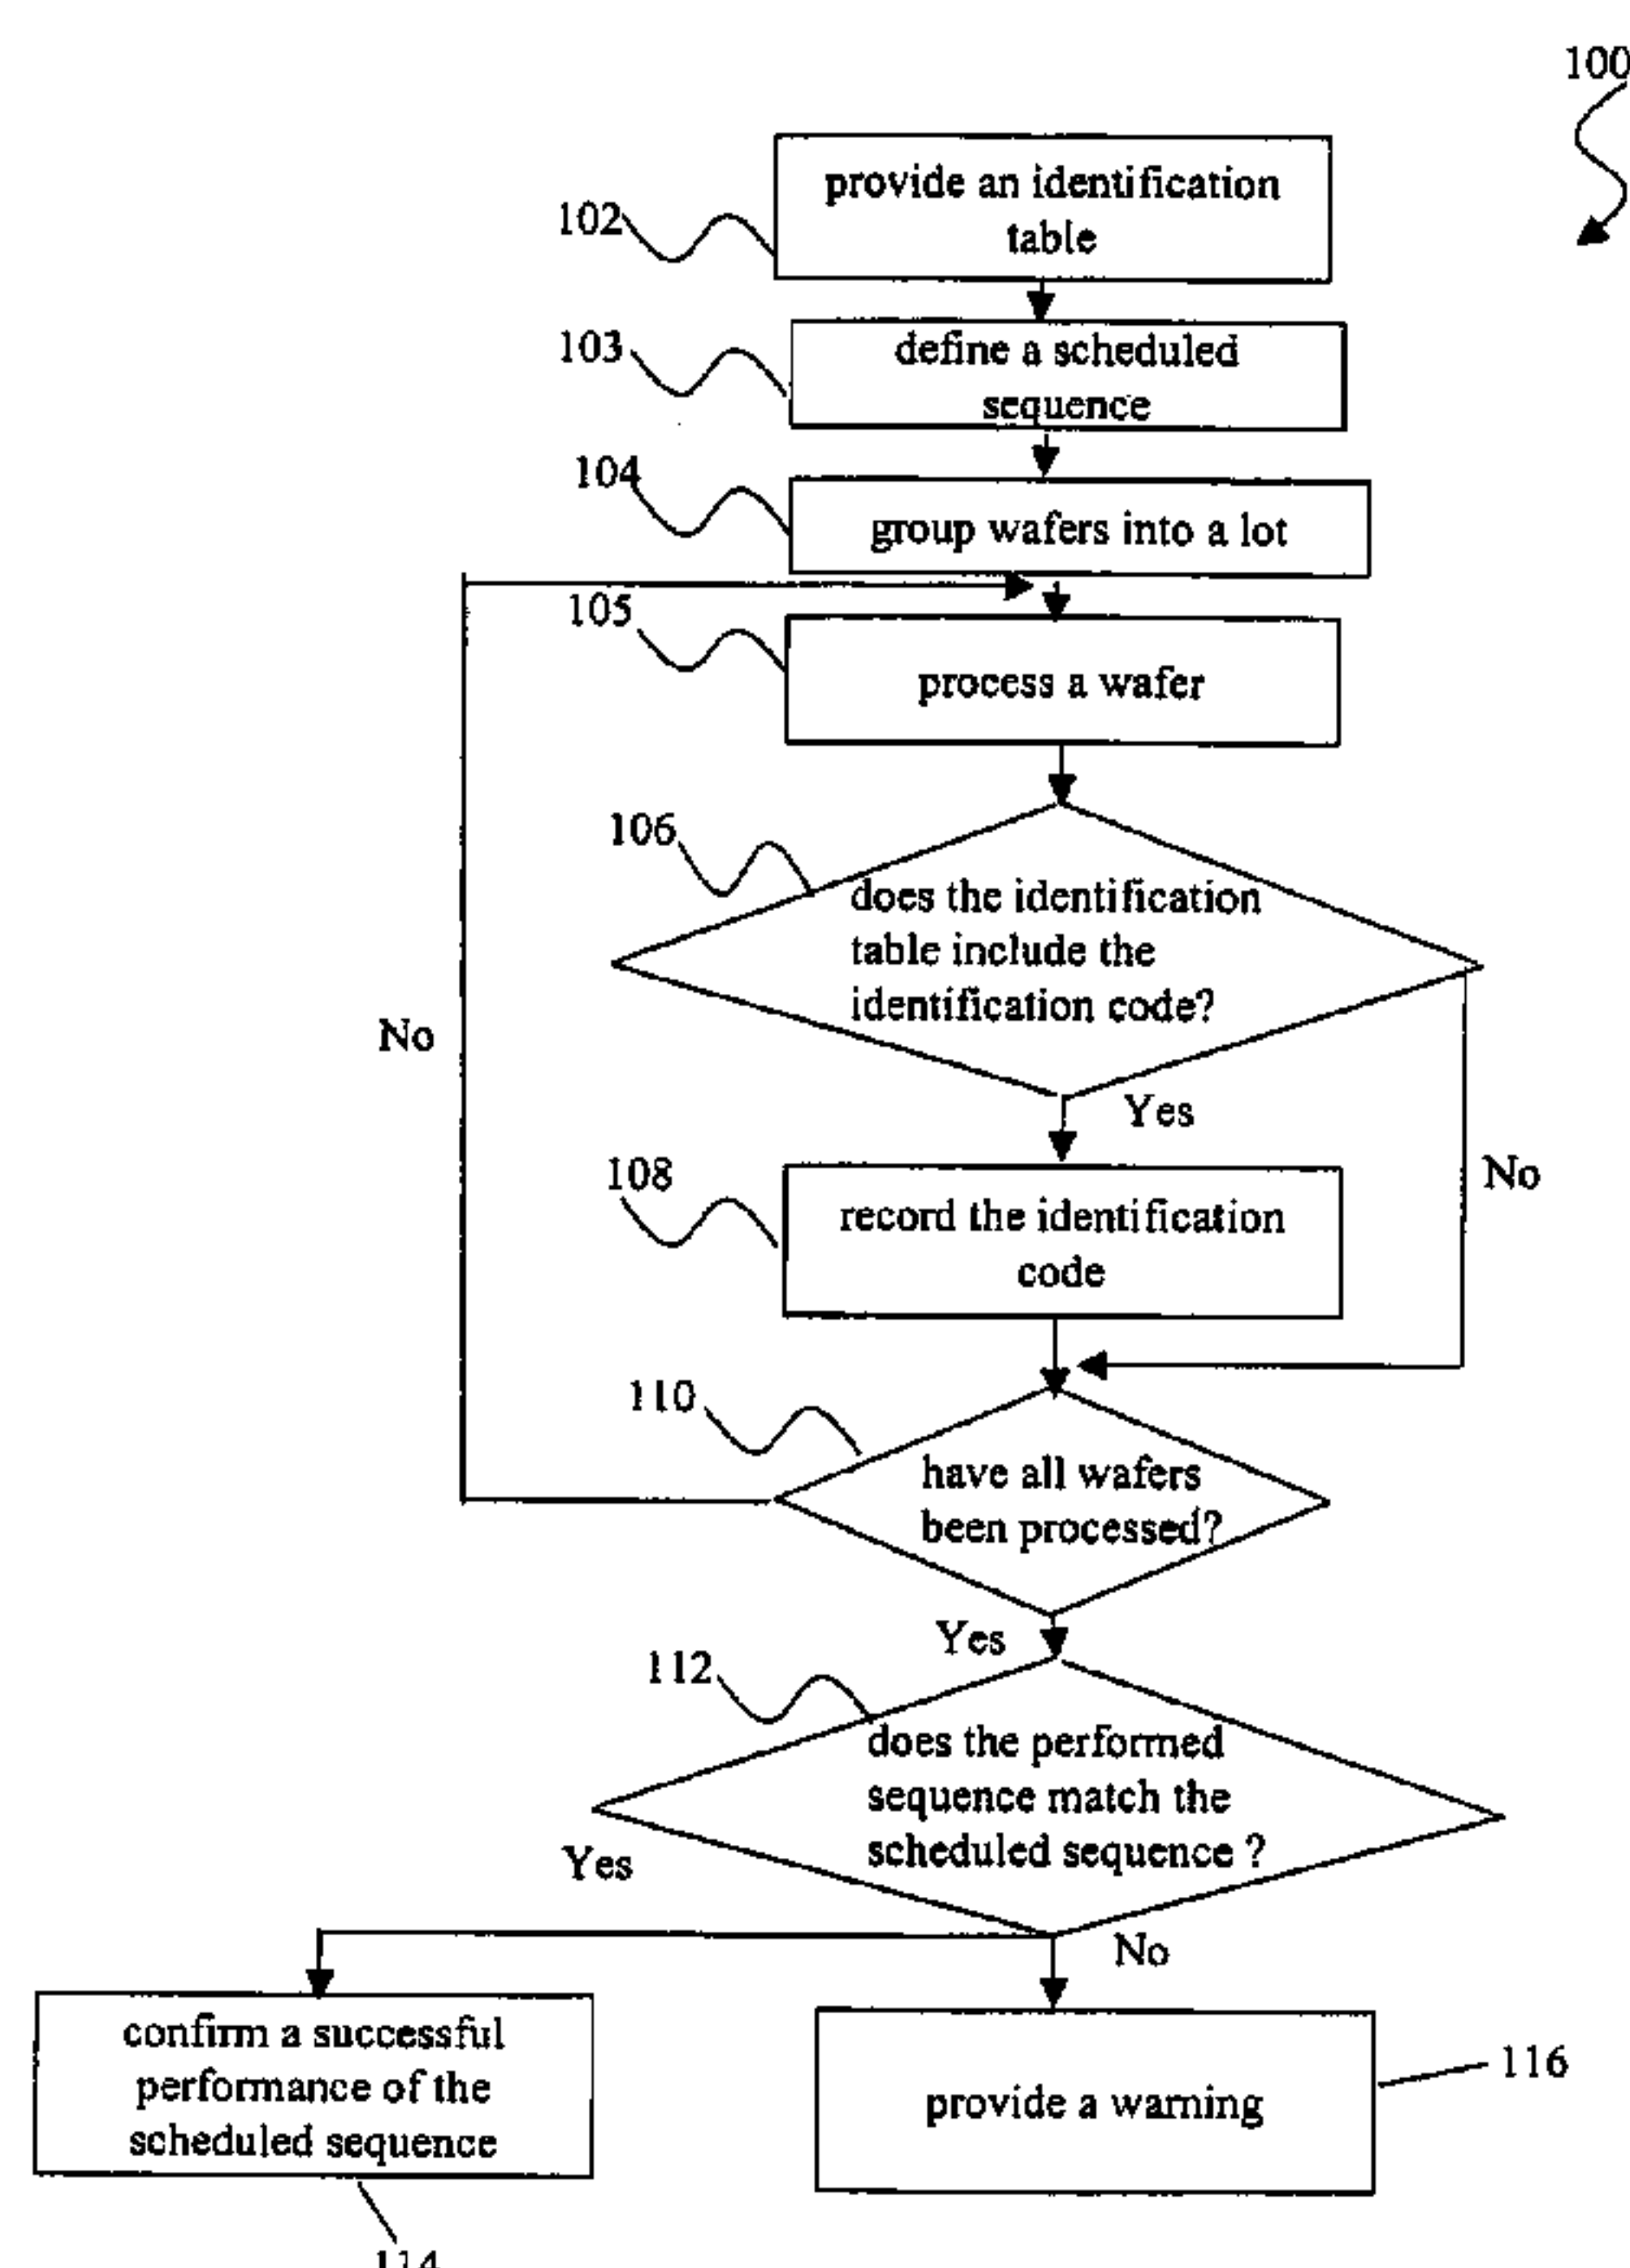 100
provide an identification
table
102
define a scheduled
sequence
103
104
group wafers into a lot
105
process a wafer
106
does the identification
table include the
identification code?
No
Yes
No
108
record the identification
code
110
have all wafers
been processed?
Yes
112
does the performed
sequence match the
scheduled sequence ?
Yes
No
confirm a successful
performance of the
scheduled sequence
provide a warning
116
114